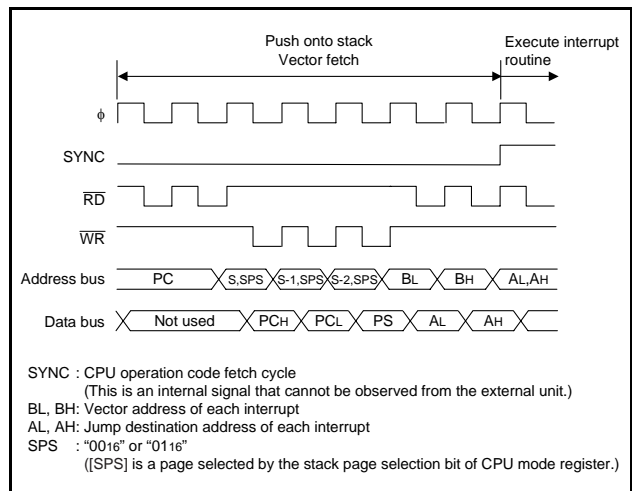 Push onto stack
Vector fetch
Execute interrupt
routine
ϕ
SYNC
RD
WR
Address bus PC S,SPS S-1,SPS S-2,SPS BL BH AL,AH
Data bus Not used PCH PCL PS AL AH
SYNC : CPU operation code fetch cycle
(This is an internal signal that cannot be observed from the external unit.)
BL, BH: Vector address of each interrupt
AL, AH: Jump destination address of each interrupt
SPS : “0016” or “0116”
([SPS] is a page selected by the stack page selection bit of CPU mode register.)